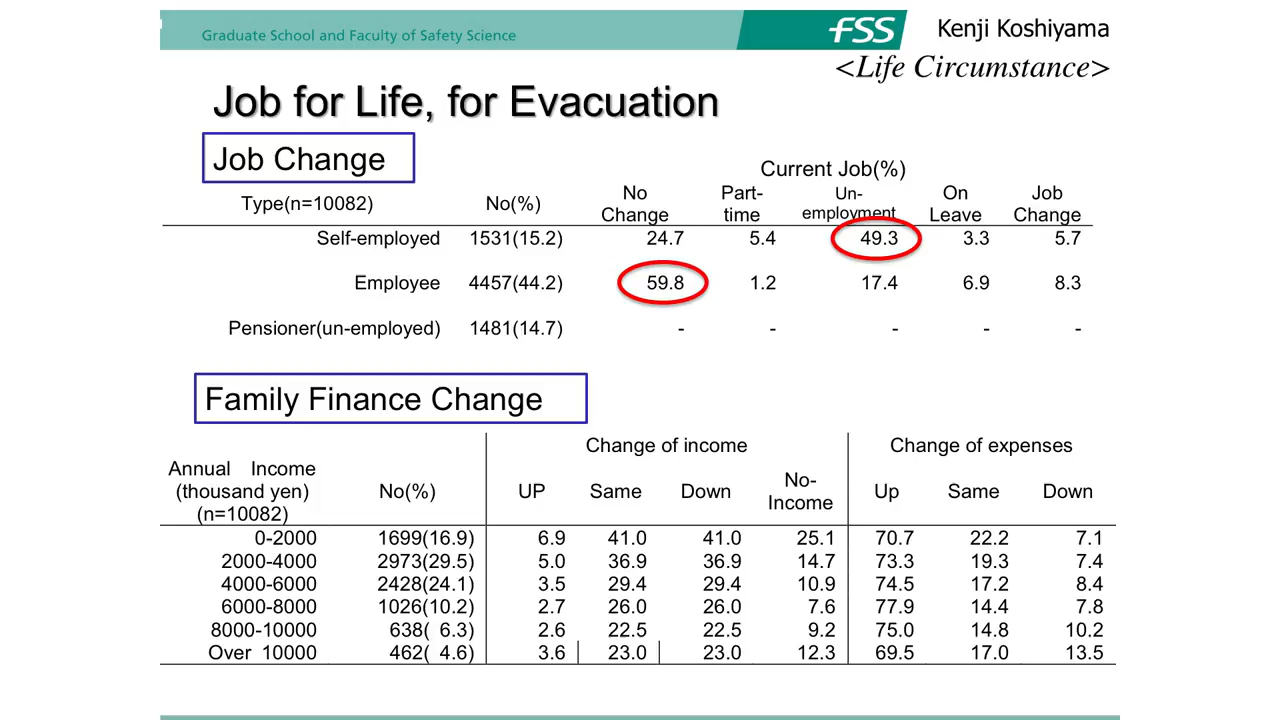 Graduate School and Faculty of Safety Science
FSS
Kenji Koshiyama
<Life Circumstance>
Job for Life, for Evacuation
Job Change
Current Job(%)
Type(n=10082) No(%) No Change Part-time Un-employment On Leave Job Change
Self-employed 1531(15.2) 24.7 5.4 49.3 3.3 5.7
Employee 4457(44.2) 59.8 1.2 17.4 6.9 8.3
Pensioner(un-employed) 1481(14.7) - - - - -
Family Finance Change
Change of income Change of expenses
Annual Income (thousand yen) (n=10082) No(%) UP Same Down No-Income Up Same Down
0-2000 1699(16.9) 6.9 41.0 41.0 25.1 70.7 22.2 7.1
2000-4000 2973(29.5) 5.0 36.9 36.9 14.7 73.3 19.3 7.4
4000-6000 2428(24.1) 3.5 29.4 29.4 10.9 74.5 17.2 8.4
6000-8000 1026(10.2) 2.7 26.0 26.0 7.6 77.9 14.4 7.8
8000-10000 638( 6.3) 2.6 22.5 22.5 9.2 75.0 14.8 10.2
Over 10000 462( 4.6) 3.6 23.0 23.0 12.3 69.5 17.0 13.5